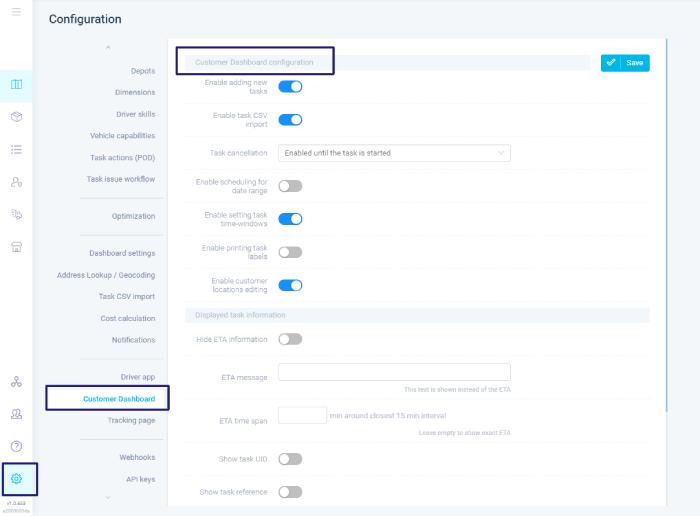 Configuration
Depots
Dimensions
Driver skills
Vehicle capabilities
Task actions (POD)
Task issue workflow
Optimization
Dashboard settings
Address Lookup / Geocoding
Task CSV import
Cost calculation
Notifications
Driver app
Customer Dashboard
Tracking page
Webhooks
API keys
Customer Dashboard configuration
Save
Enable adding new
tasks
Enable task CSV
import
Task cancellation
Enabled until the task is started
Enable scheduling for
date range
Enable setting task
time-windows
Enable printing task
labels
Enable customer
locations editing
Displayed task information
Hide ETA information
ETA message
This text is shown instead of the ETA
ETA time span
min around closest 15 min interval
Leave empty to show exact ETA
Show task UID
Show task reference